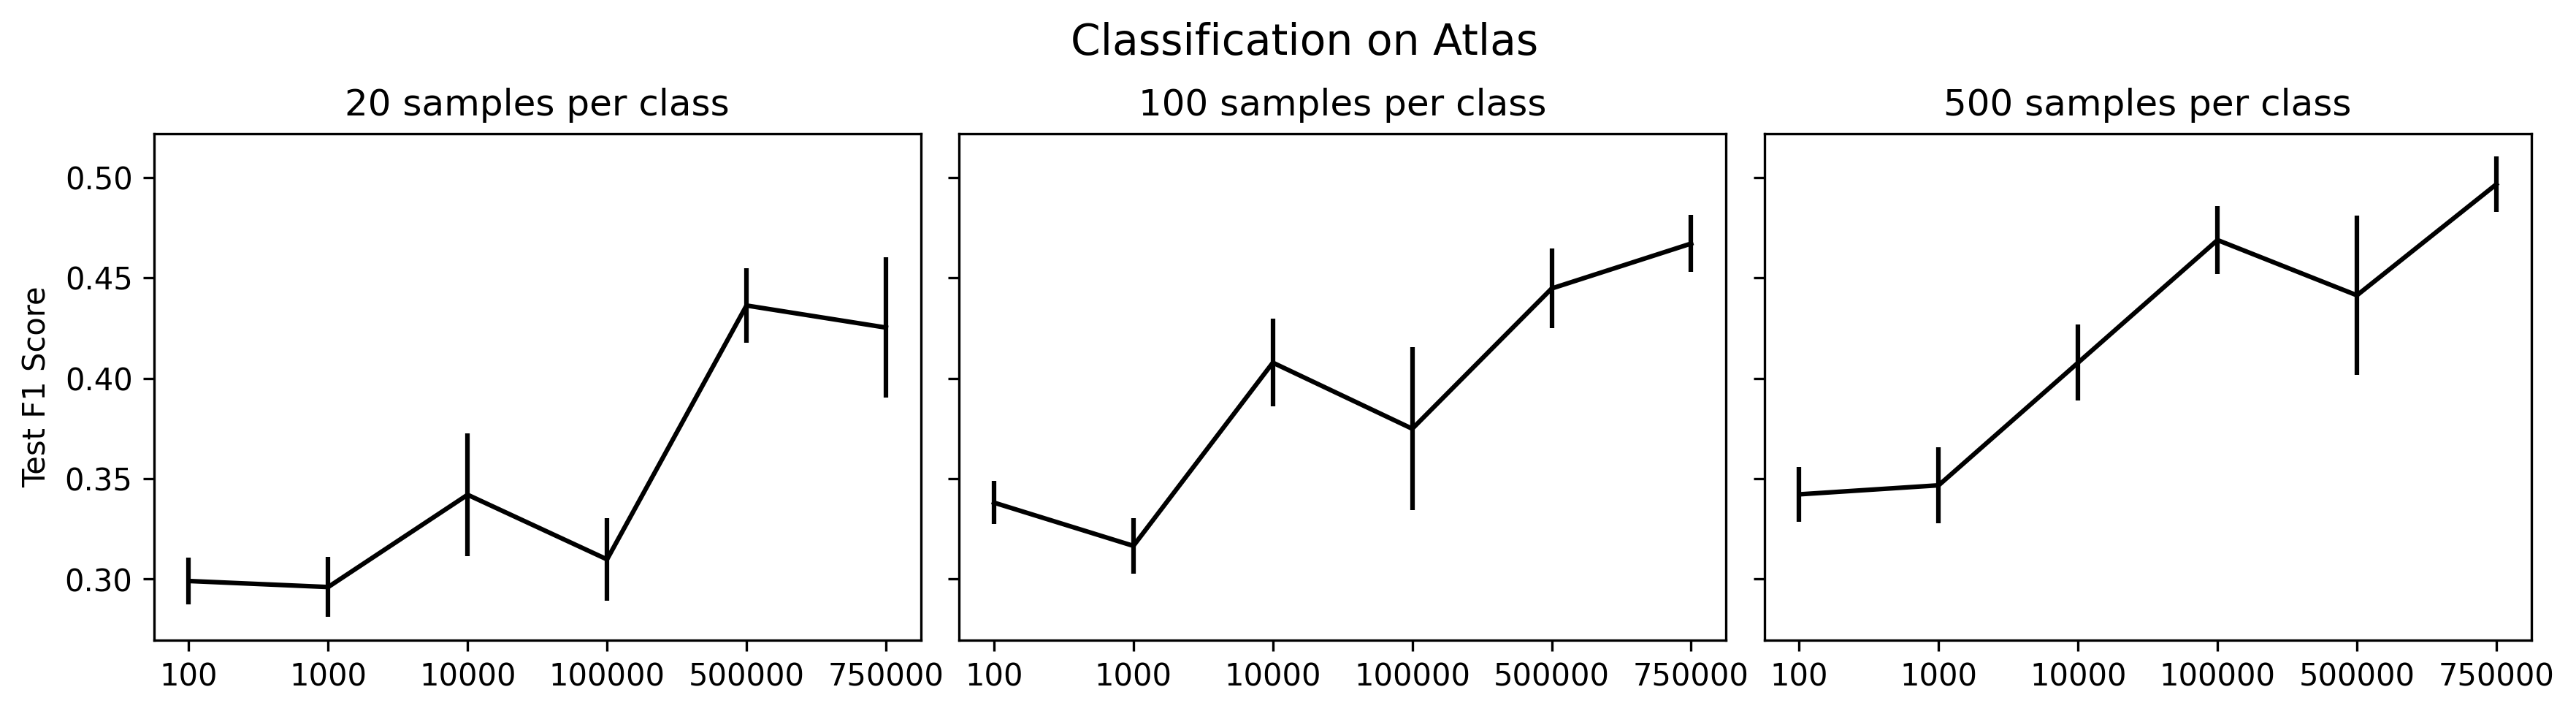 Classification on Atlas
20 samples per class
100 samples per class
500 samples per class
Test F1 Score
0.50
0.45
0.40
0.35
0.30
100 1000 10000 100000 500000 750000
100 1000 10000 100000 500000 750000
100 1000 10000 100000 500000 750000